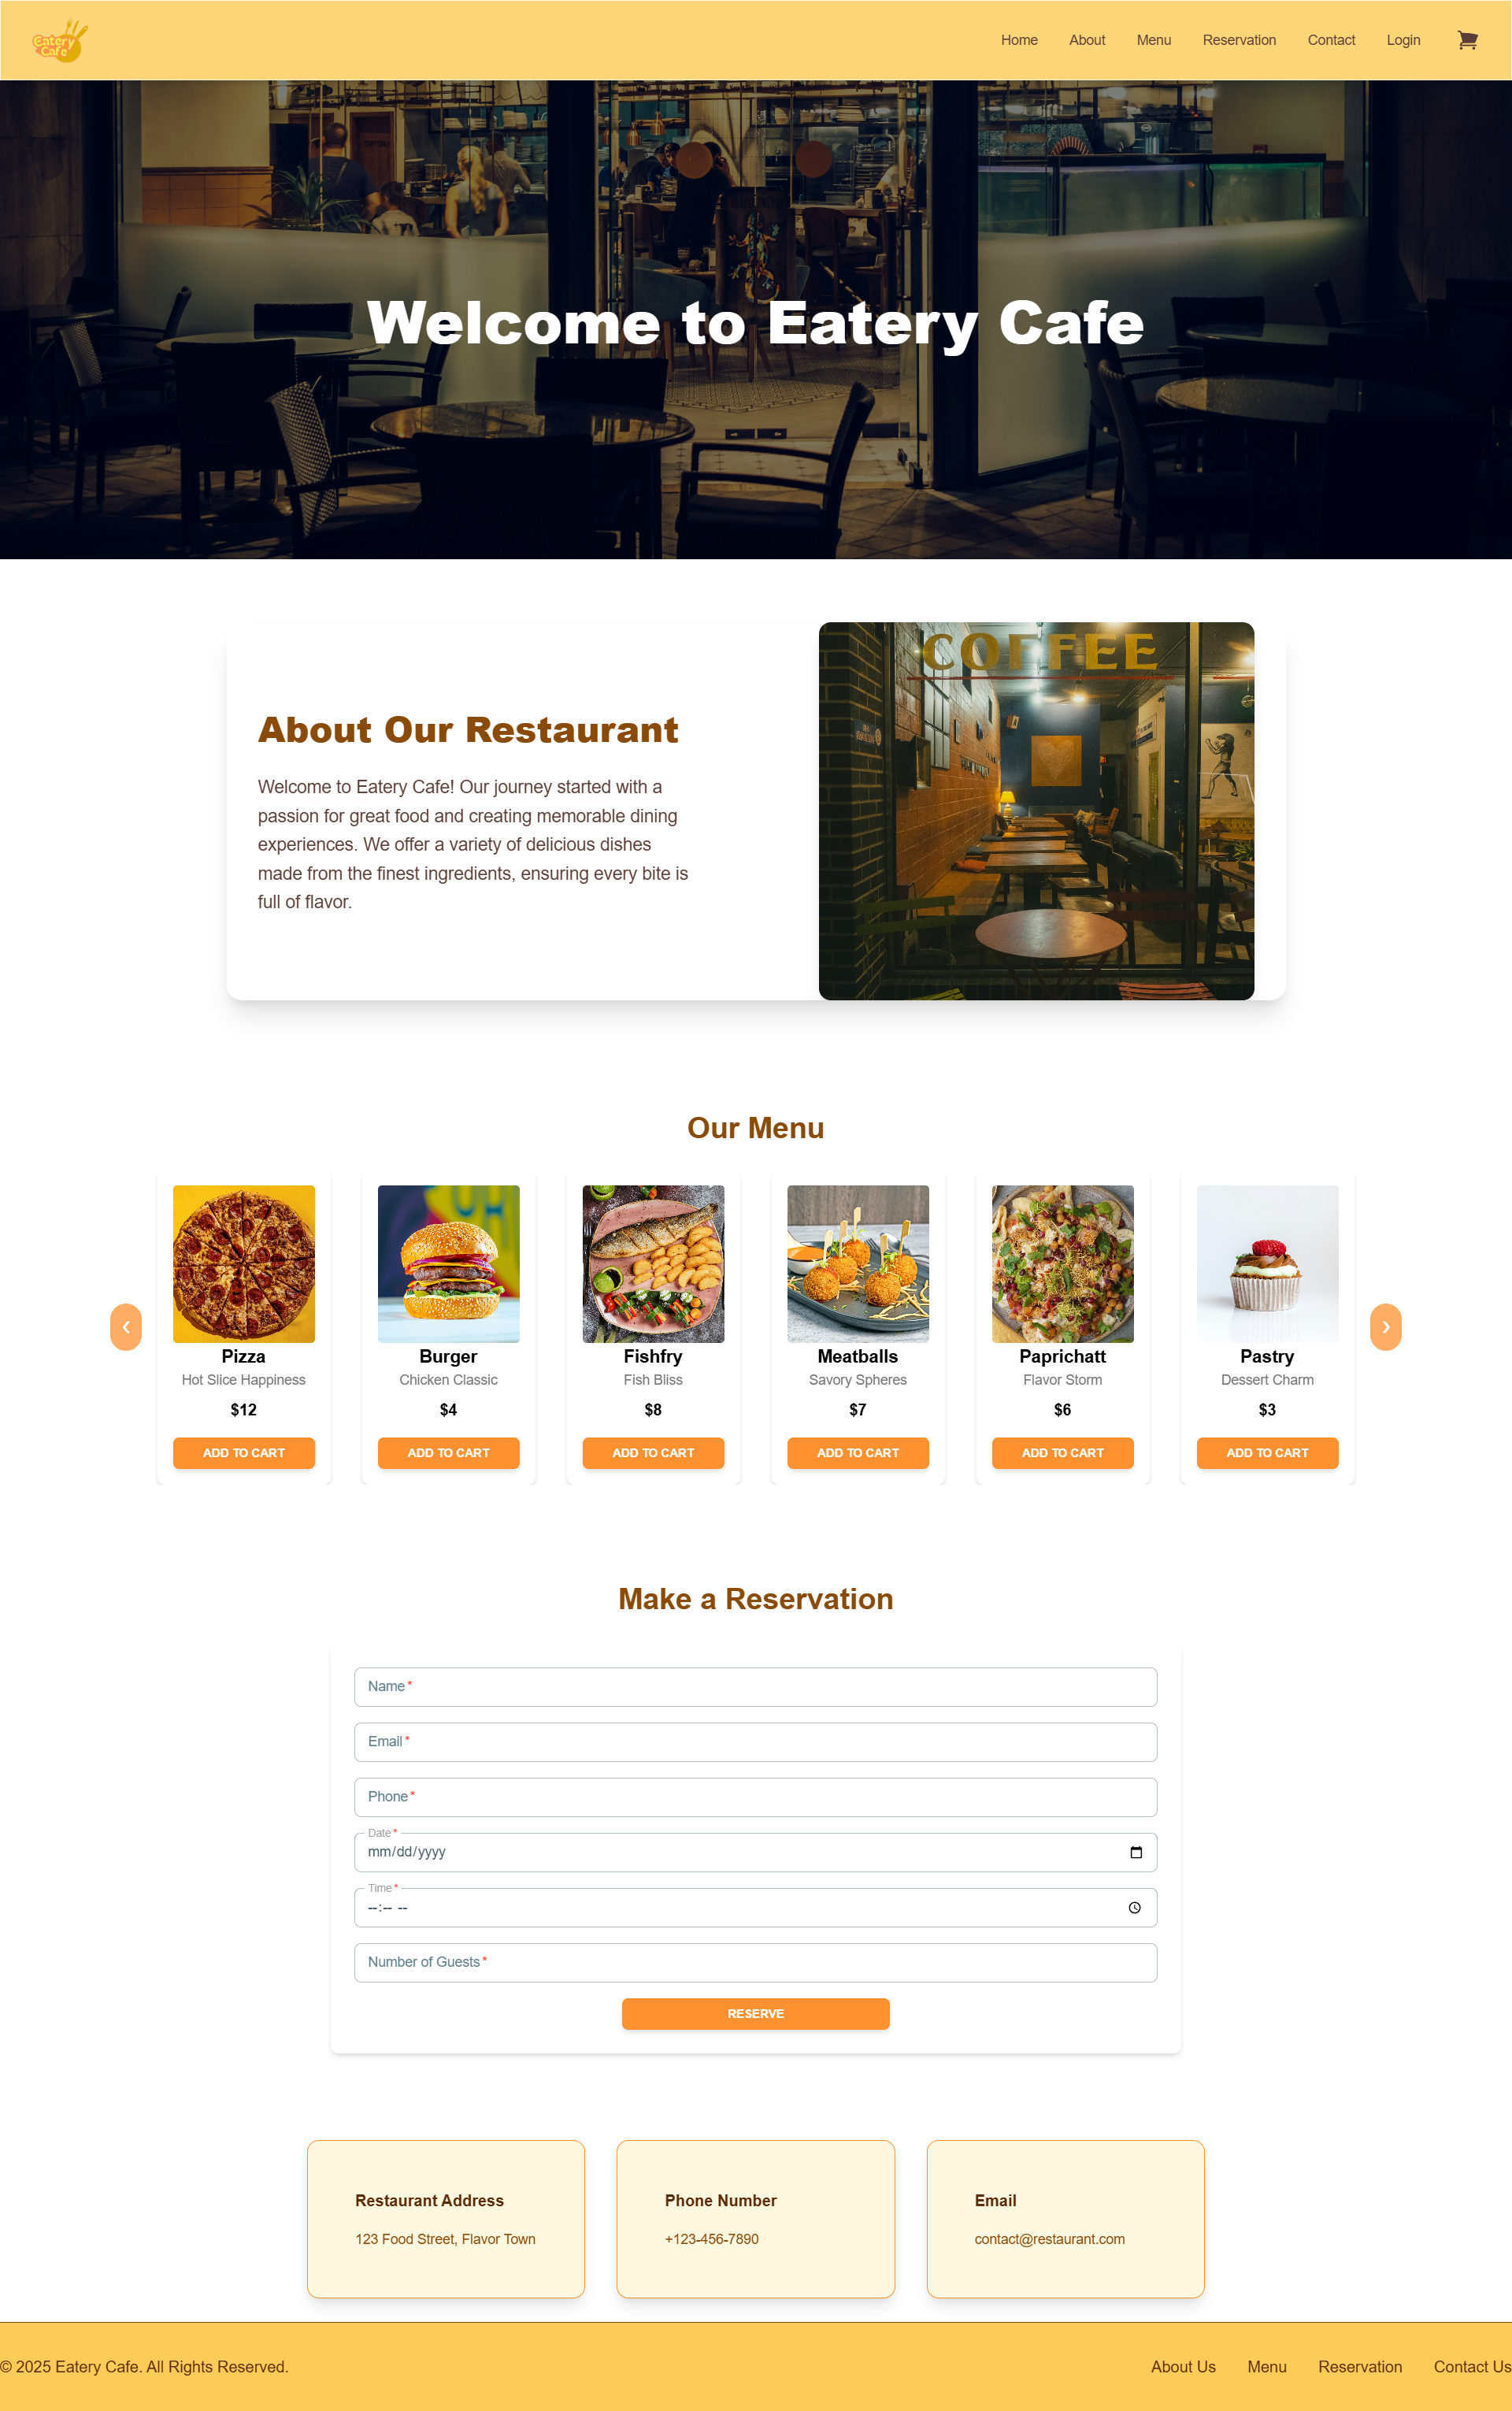 Eatery
Cafe
Home
About
Menu
Reservation
Contact
Login
Welcome to Eatery Cafe
About Our Restaurant
Welcome to Eatery Cafe! Our journey started with a
passion for great food and creating memorable dining
experiences. We offer a variety of delicious dishes
made from the finest ingredients, ensuring every bite is
full of flavor.
COFFEE
Our Menu
❮
Pizza
Hot Slice Happiness
$12
ADD TO CART
Burger
Chicken Classic
$4
ADD TO CART
Fishfry
Fish Bliss
$8
ADD TO CART
Meatballs
Savory Spheres
$7
ADD TO CART
Paprichatt
Flavor Storm
$6
ADD TO CART
Pastry
Dessert Charm
$3
ADD TO CART
❯
Make a Reservation
Name *
Email *
Phone *
Date *
mm/dd/yyyy
Time *
--:-- --
Number of Guests *
RESERVE
Restaurant Address
123 Food Street, Flavor Town
Phone Number
+123-456-7890
Email
contact@restaurant.com
© 2025 Eatery Cafe. All Rights Reserved.
About Us
Menu
Reservation
Contact Us